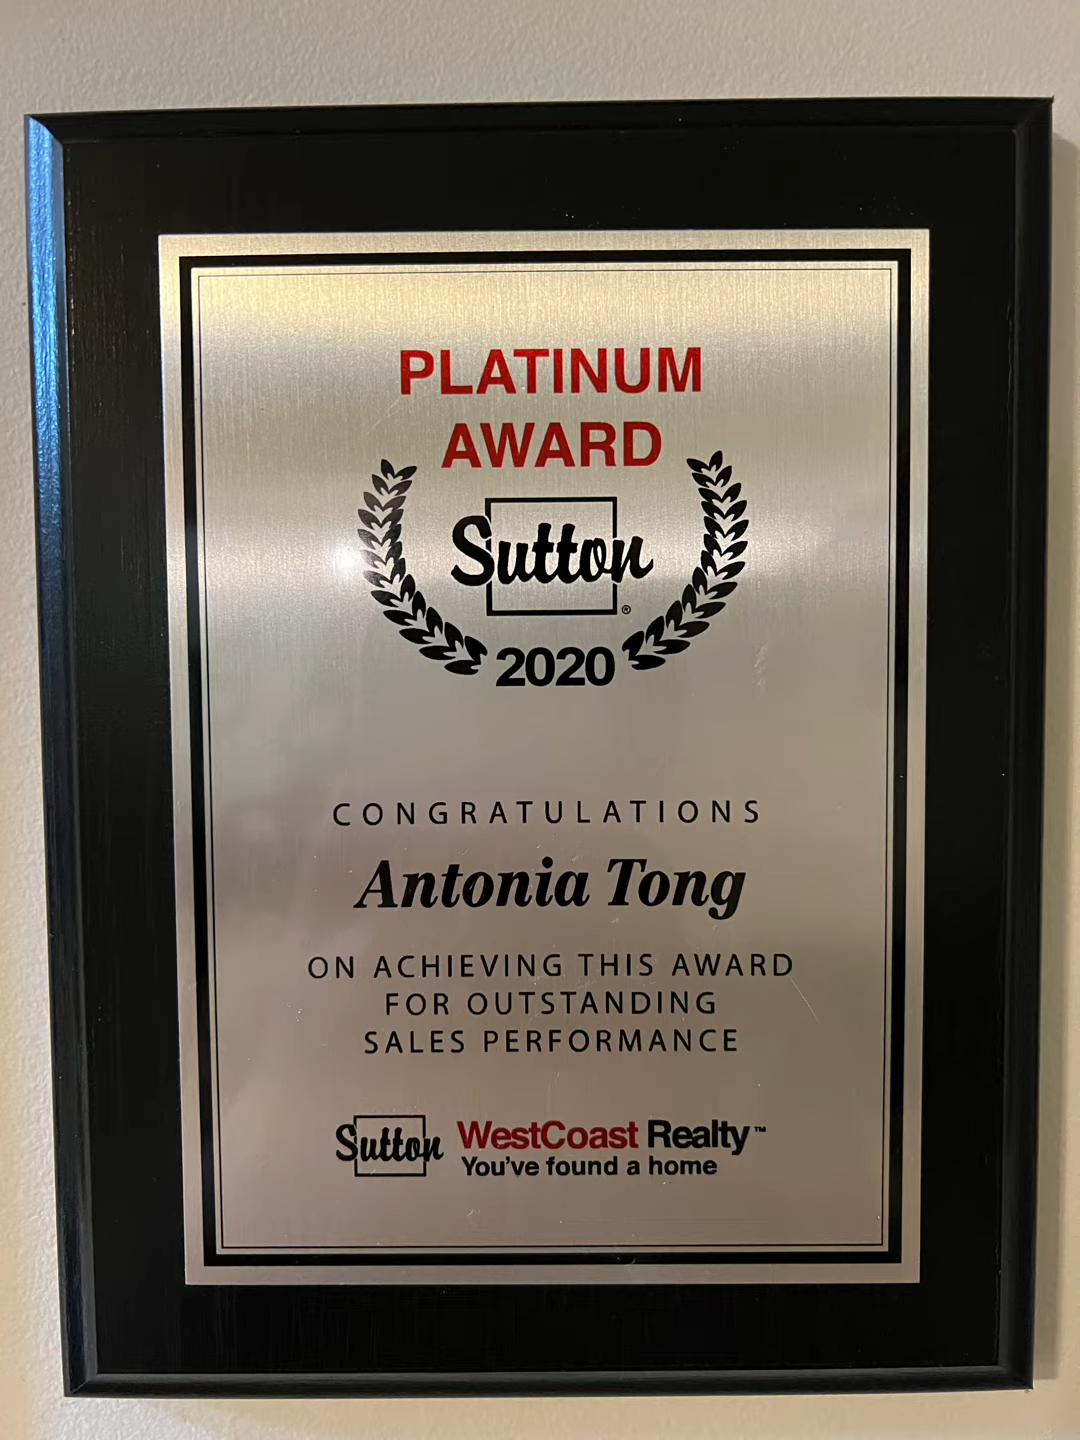 PLATINUM
AWARD
Sutton®
2020
CONGRATULATIONS
Antonia Tong
ON ACHIEVING THIS AWARD
FOR OUTSTANDING
SALES PERFORMANCE
Sutton WestCoast Realty™
You've found a home